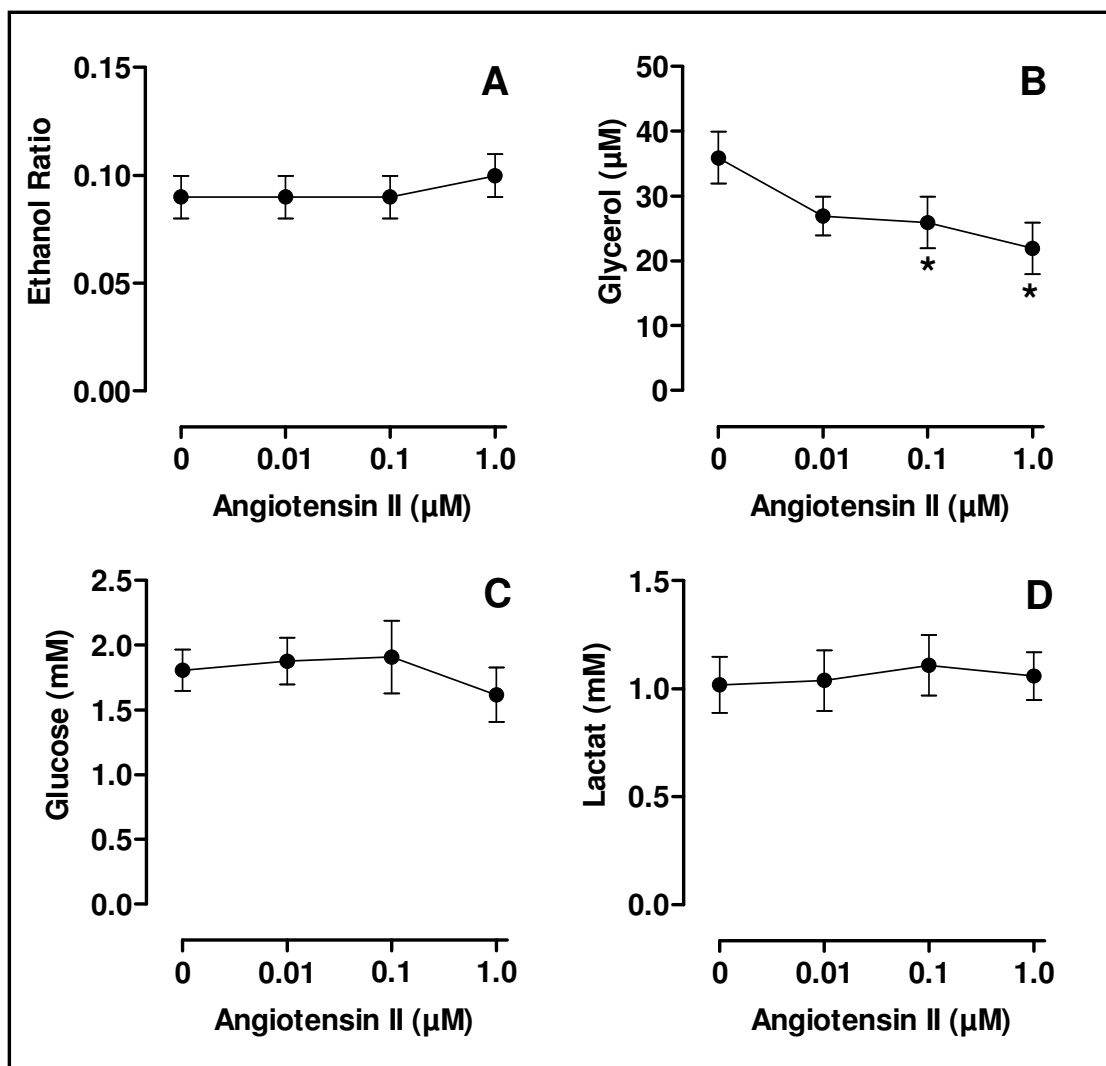 A
Ethanol Ratio
0.15
0.10
0.05
0.00
0 0.01 0.1 1.0
Angiotensin II (µM)
B
Glycerol (µM)
50
40
30
20
10
0
*
*
0 0.01 0.1 1.0
Angiotensin II (µM)
C
Glucose (mM)
2.5
2.0
1.5
1.0
0.5
0.0
0 0.01 0.1 1.0
Angiotensin II (µM)
D
Lactat (mM)
1.5
1.0
0.5
0.0
0 0.01 0.1 1.0
Angiotensin II (µM)